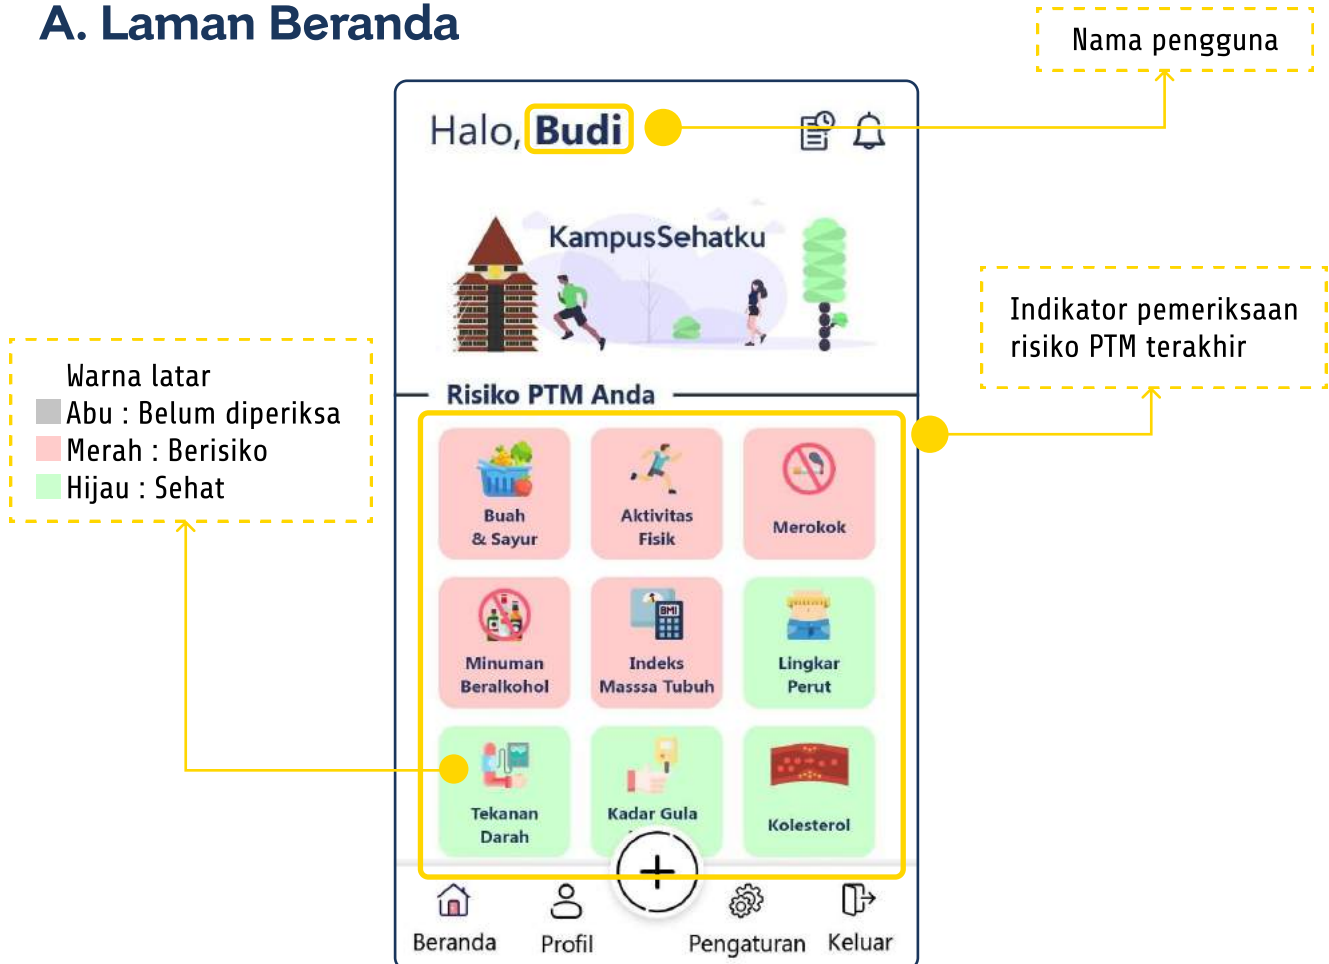 A. Laman Beranda
Nama pengguna
Halo, Budi
KampusSehatku
Indikator pemeriksaan
risiko PTM terakhir
Warna latar
Abu : Belum diperiksa
Merah : Berisiko
Hijau : Sehat
Risiko PTM Anda
Buah
& Sayur
Aktivitas
Fisik
Merokok
Minuman
Beralkohol
BMI
Indeks
Masssa Tubuh
Lingkar
Perut
Tekanan
Darah
Kadar Gula
Kolesterol
Beranda
Profil
Pengaturan
Keluar